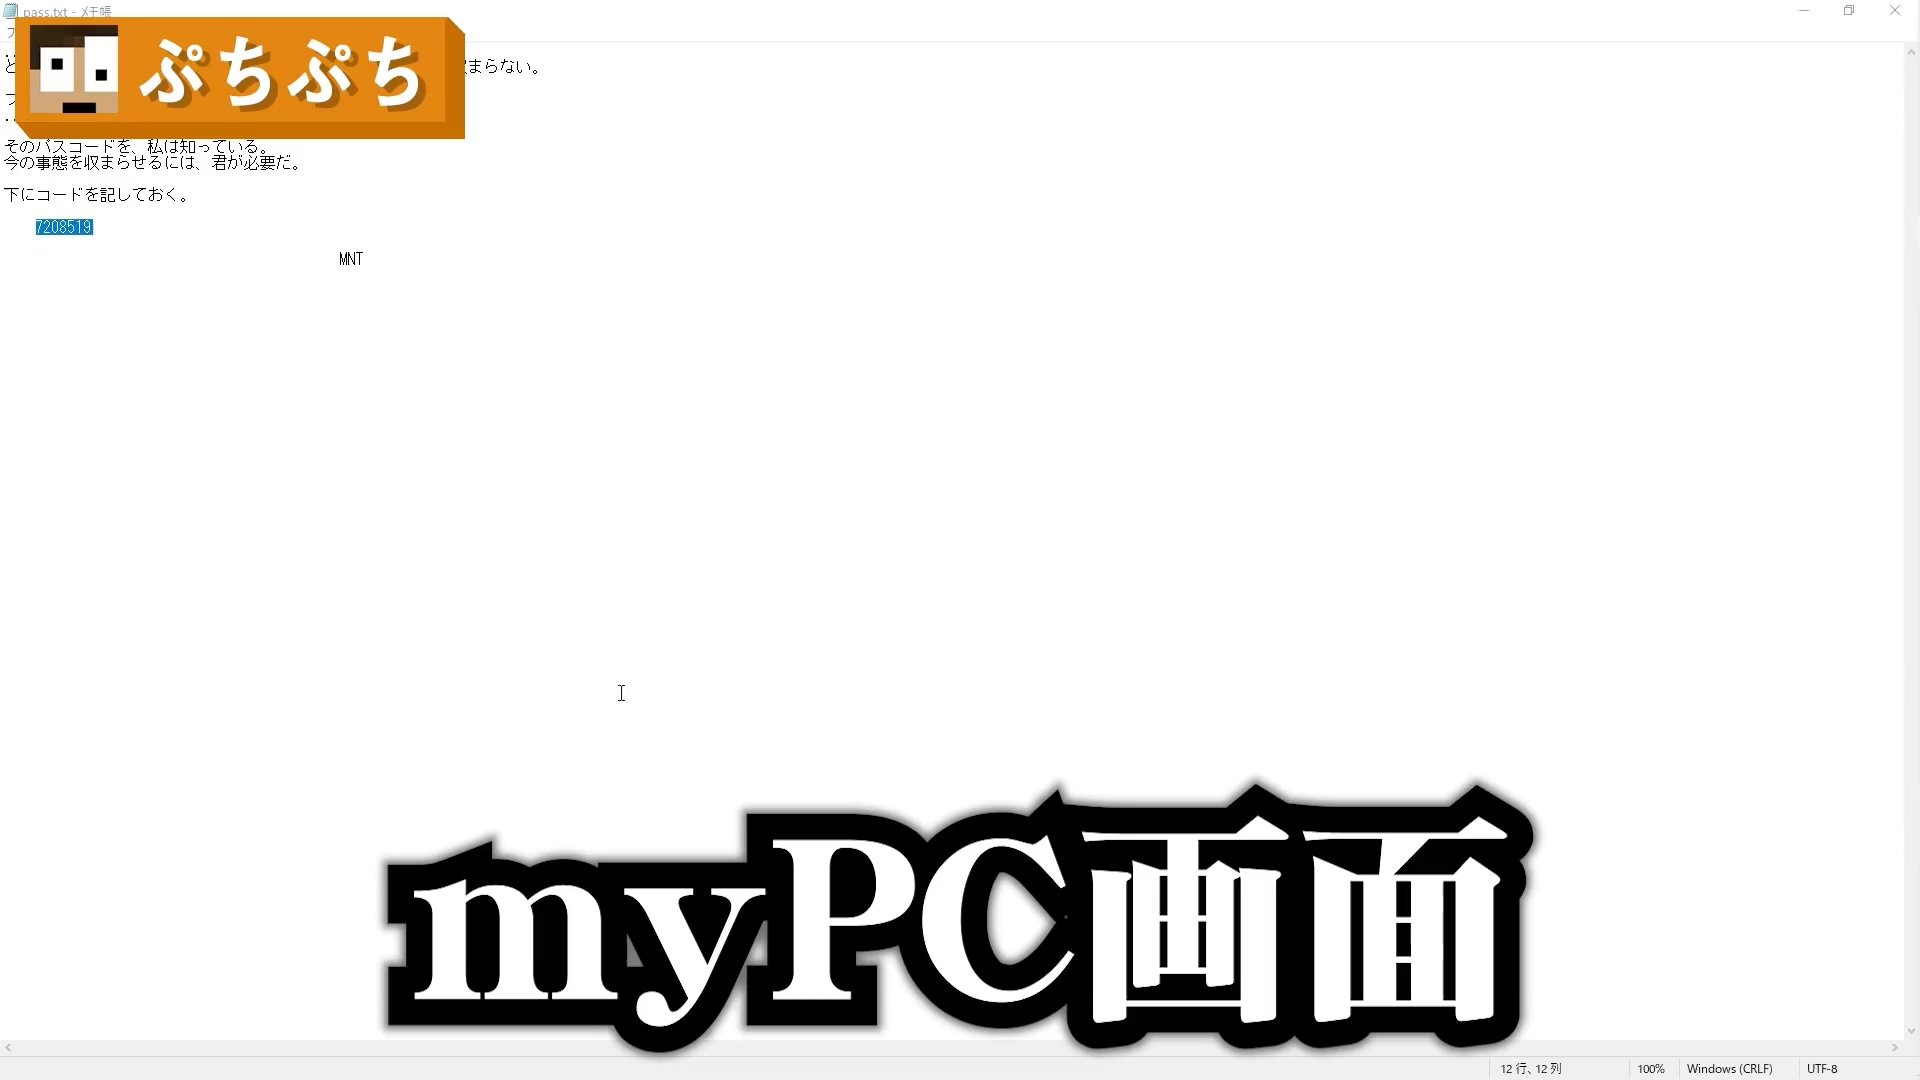 pass.txt - メモ帳
ぷちぷち
まらない。
そのパスコードを、私は知っている。
今の事態を収まらせるには、君が必要だ。
下にコードを記しておく。
7208519
MNT
myPC画面
12 行、12 列
100%
Windows (CRLF)
UTF-8